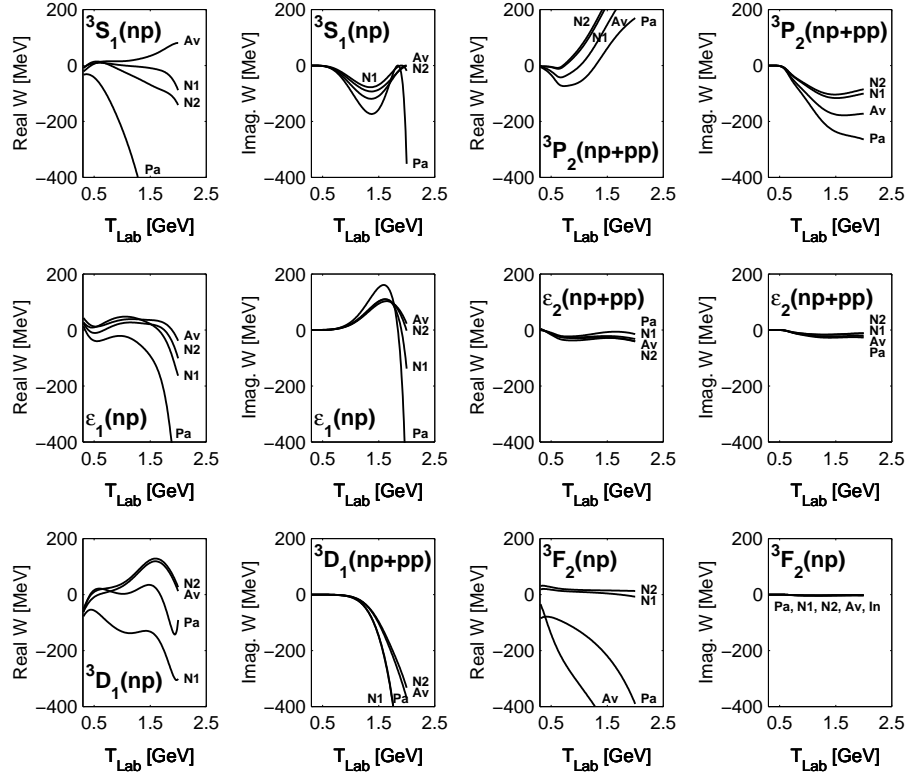 200
0
−200
−400
Real W [MeV]
³S₁(np)
Av
N1
N2
Pa
0.5 1.5 2.5
T_Lab [GeV]
200
0
−200
−400
Imag. W [MeV]
³S₁(np)
N1
Av
N2
Pa
0.5 1.5 2.5
T_Lab [GeV]
200
0
−200
−400
Real W [MeV]
N2
Av
Pa
N1
³P₂(np+pp)
0.5 1.5 2.5
T_Lab [GeV]
200
0
−200
−400
Imag. W [MeV]
³P₂(np+pp)
N2
N1
Av
Pa
0.5 1.5 2.5
T_Lab [GeV]
200
0
−200
−400
Real W [MeV]
Av
N2
N1
ε₁(np)
Pa
0.5 1.5 2.5
T_Lab [GeV]
200
0
−200
−400
Imag. W [MeV]
Av
N2
N1
ε₁(np)
Pa
0.5 1.5 2.5
T_Lab [GeV]
200
0
−200
−400
Real W [MeV]
ε₂(np+pp)
Pa
N1
Av
N2
0.5 1.5 2.5
T_Lab [GeV]
200
0
−200
−400
Imag. W [MeV]
ε₂(np+pp)
N2
N1
Av
Pa
0.5 1.5 2.5
T_Lab [GeV]
200
0
−200
−400
Real W [MeV]
N2
Av
Pa
³D₁(np)
N1
0.5 1.5 2.5
T_Lab [GeV]
200
0
−200
−400
Imag. W [MeV]
³D₁(np+pp)
N2
N1 Pa Av
0.5 1.5 2.5
T_Lab [GeV]
200
0
−200
−400
Real W [MeV]
³F₂(np)
N2
N1
Av Pa
0.5 1.5 2.5
T_Lab [GeV]
200
0
−200
−400
Imag. W [MeV]
³F₂(np)
Pa, N1, N2, Av, In
0.5 1.5 2.5
T_Lab [GeV]